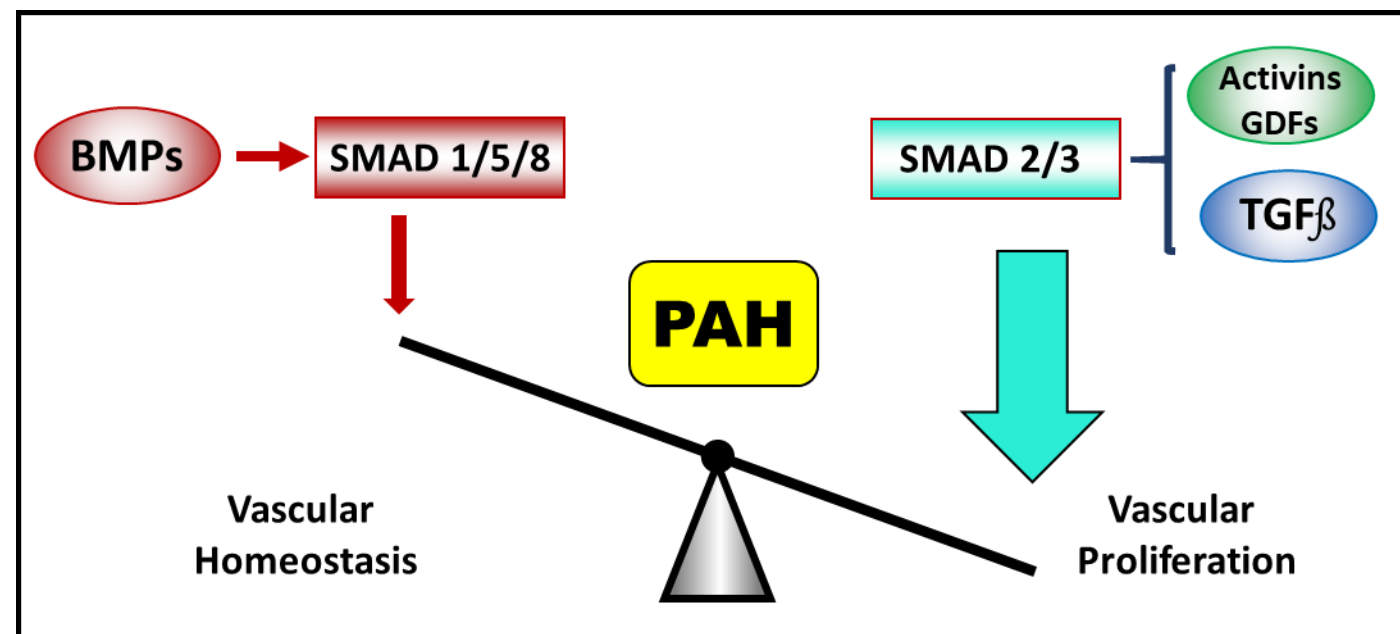 BMPs
SMAD 1/5/8
SMAD 2/3
Activins
GDFs
TGFß
PAH
Vascular
Homeostasis
Vascular
Proliferation